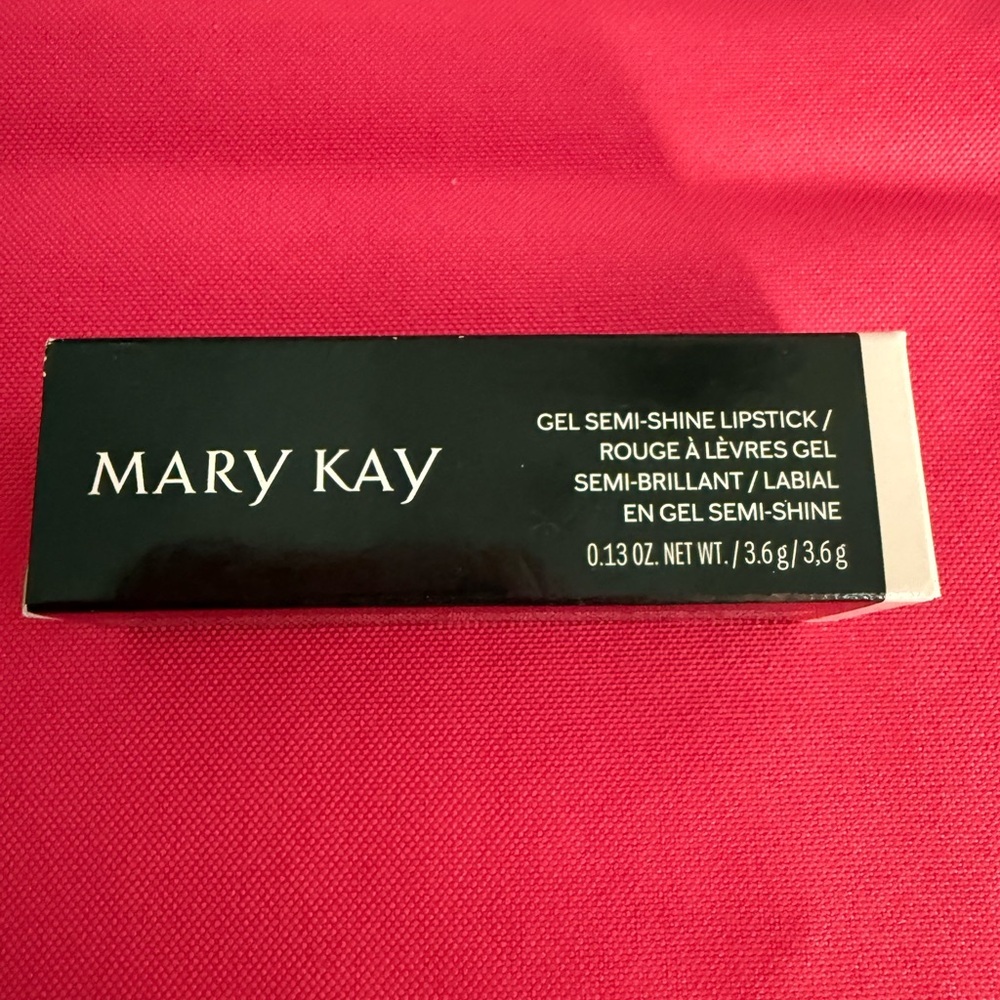 MARY KAY
GEL SEMI-SHINE LIPSTICK /
ROUGE À LÈVRES GEL
SEMI-BRILLANT / LABIAL
EN GEL SEMI-SHINE
0.13 OZ. NET WT. / 3.6 g / 3,6 g